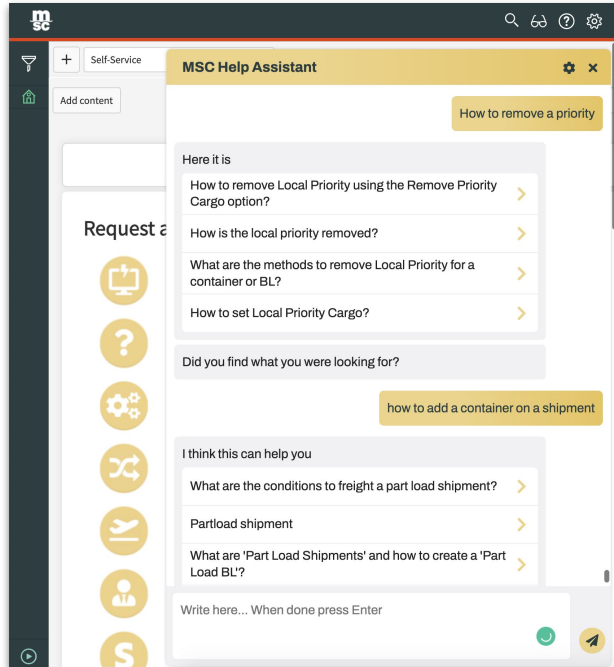 msc
Self-Service
MSC Help Assistant
Add content
How to remove a priority
Here it is
How to remove Local Priority using the Remove Priority
Cargo option?
How is the local priority removed?
What are the methods to remove Local Priority for a
container or BL?
How to set Local Priority Cargo?
Request a
Did you find what you were looking for?
how to add a container on a shipment
I think this can help you
What are the conditions to freight a part load shipment?
Partload shipment
What are 'Part Load Shipments' and how to create a 'Part
Load BL'?
Write here... When done press Enter
S